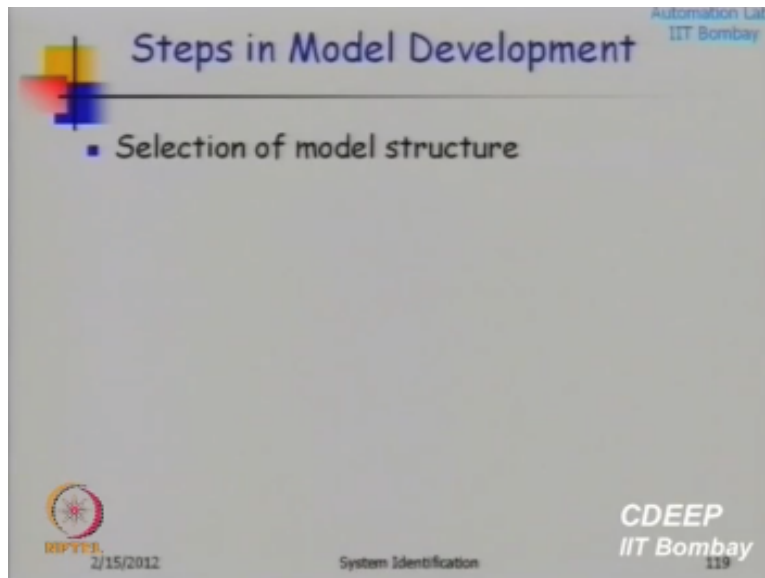 Automation Lab
IIT Bombay
Steps in Model Development
Selection of model structure
CDEEP
IIT Bombay
NPTEL
2/15/2012
System Identification
119